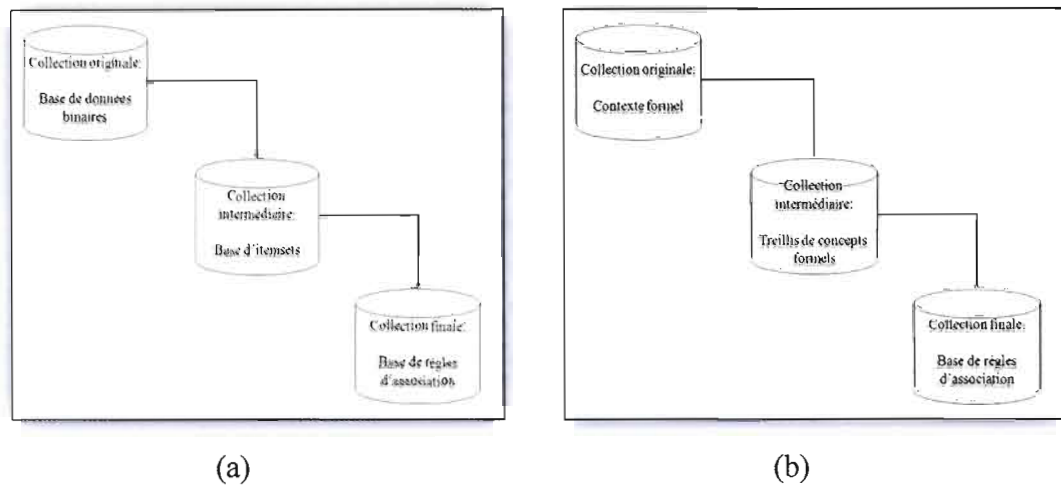 Collection originale:
Base de données
binaires
Collection
intermédiaire:
Base d'itemsets
Collection finale:
Base de règles
d'association
(a)
Collection originale:
Contexte formel
Collection
intermédiaire:
Treillis de concepts
formels
Collection finale:
Base de règles
d'association
(b)